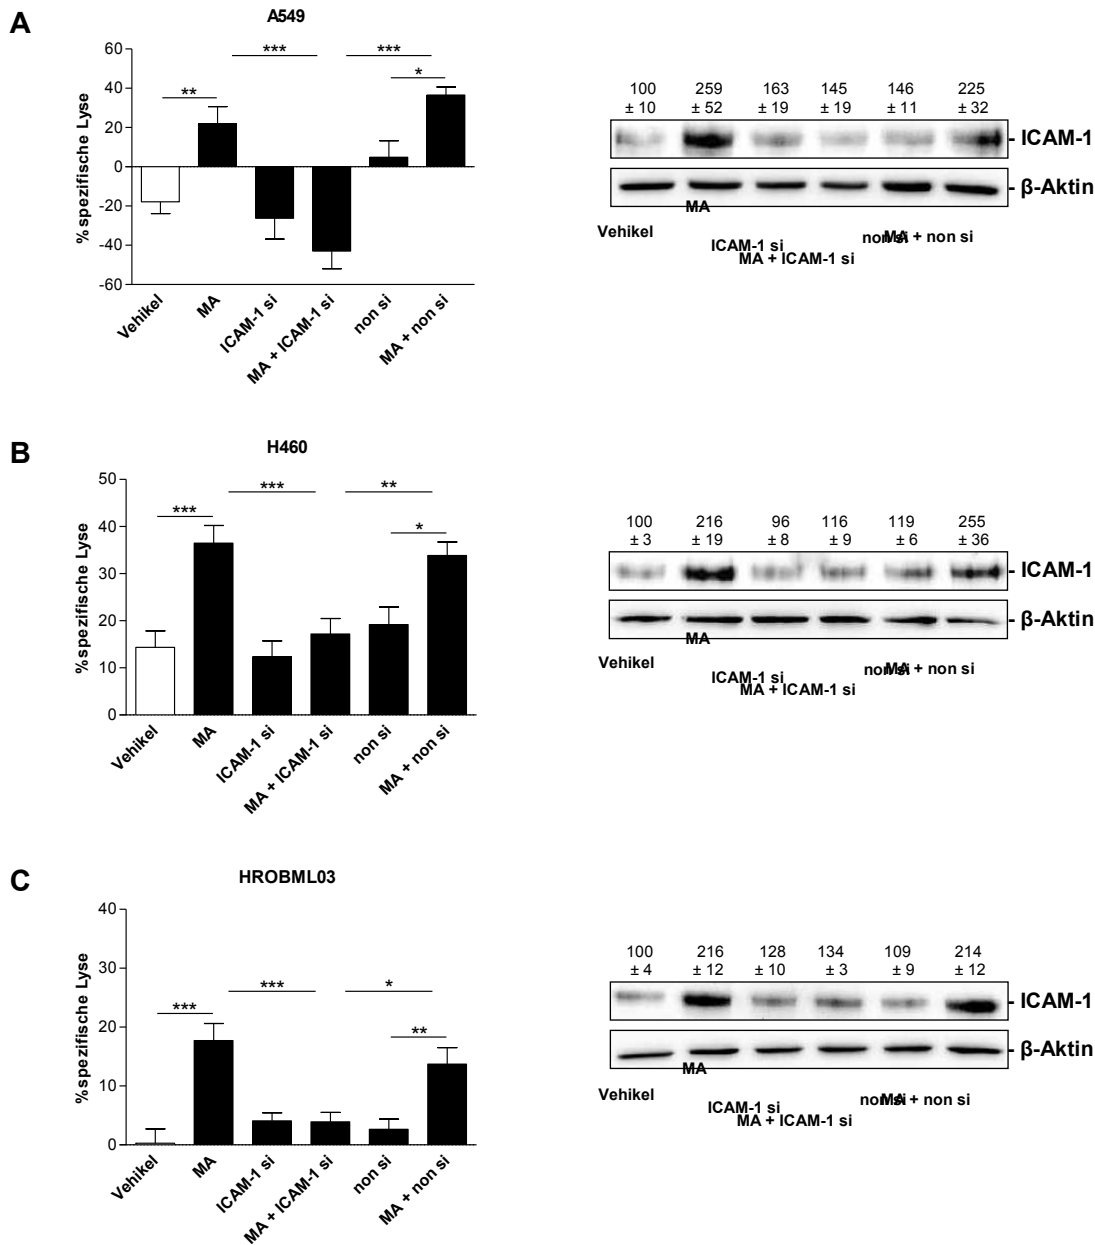 A
A549
%spezifische Lyse
60
40
20
0
-20
-40
-60
**
***
***
*
Vehikel
MA
ICAM-1 si
MA + ICAM-1 si
non si
MA + non si
100 259 163 145 146 225
± 10 ± 52 ± 19 ± 19 ± 11 ± 32
- ICAM-1
- β-Aktin
MA
Vehikel
non si
MA + non si
ICAM-1 si
MA + ICAM-1 si
B
H460
%spezifische Lyse
50
40
30
20
10
0
***
***
**
*
Vehikel
MA
ICAM-1 si
MA + ICAM-1 si
non si
MA + non si
100 216 96 116 119 255
± 3 ± 19 ± 8 ± 9 ± 6 ± 36
- ICAM-1
- β-Aktin
MA
Vehikel
non si
MA + non si
ICAM-1 si
MA + ICAM-1 si
C
HROBML03
%spezifische Lyse
40
30
20
10
0
***
***
*
**
Vehikel
MA
ICAM-1 si
MA + ICAM-1 si
non si
MA + non si
100 216 128 134 109 214
± 4 ± 12 ± 10 ± 3 ± 9 ± 12
- ICAM-1
- β-Aktin
MA
Vehikel
non si
MA + non si
ICAM-1 si
MA + ICAM-1 si